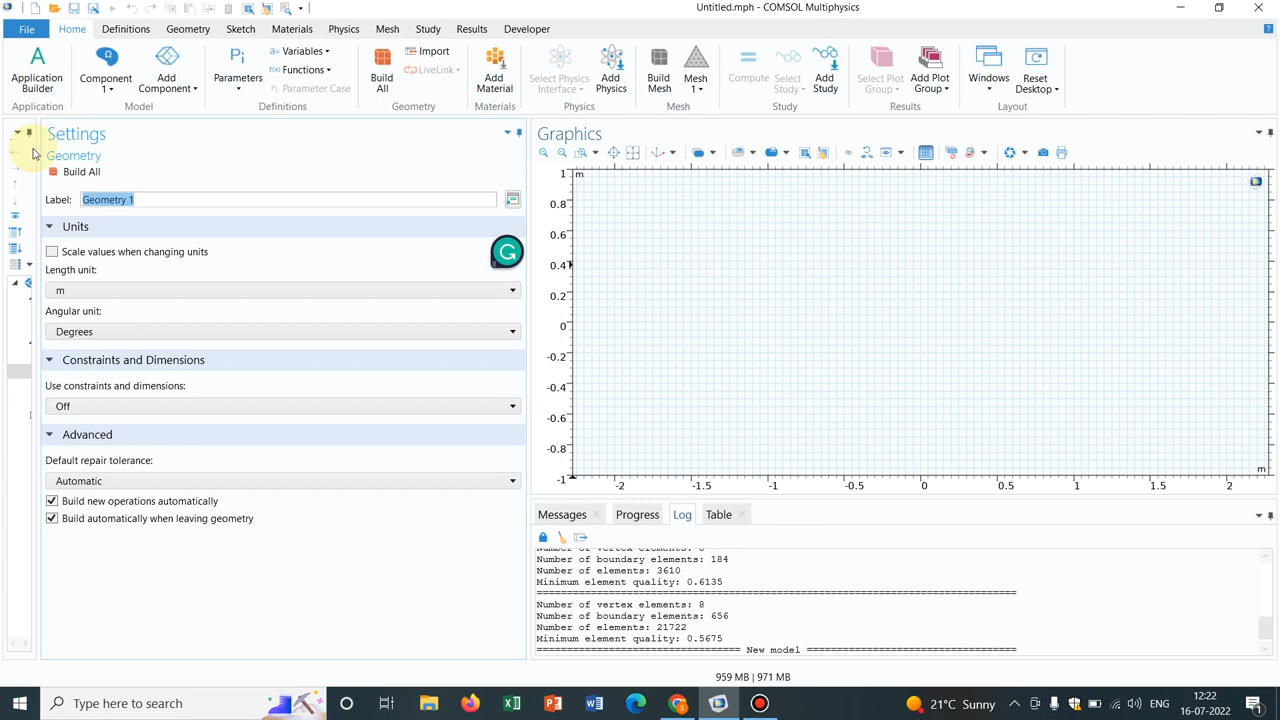 Untitled.mph - COMSOL Multiphysics
File Home Definitions Geometry Sketch Materials Physics Mesh Study Results Developer
Application Builder
Component 1
Add Component
Parameters
Variables
Functions
Parameter Case
Build All
Import
LiveLink
Add Material
Select Physics Interface
Add Physics
Build Mesh
Mesh 1
Compute
Select Study
Add Study
Select Plot Group
Add Plot Group
Windows
Reset Desktop
Application Model Definitions Geometry Materials Physics Mesh Study Results Layout
Settings
Geometry
Build All
Label: Geometry 1
Units
Scale values when changing units
Length unit:
m
Angular unit:
Degrees
Constraints and Dimensions
Use constraints and dimensions:
Off
Advanced
Default repair tolerance:
Automatic
Build new operations automatically
Build automatically when leaving geometry
Graphics
m
1
0.8
0.6
0.4
0.2
0
-0.2
-0.4
-0.6
-0.8
-1
m
-2 -1.5 -1 -0.5 0 0.5 1 1.5 2
Messages Progress Log Table
Number of boundary elements: 184
Number of elements: 3610
Minimum element quality: 0.6135
Number of vertex elements: 8
Number of boundary elements: 656
Number of elements: 21722
Minimum element quality: 0.5675
================================ New model ==================================
959 MB | 971 MB
Type here to search
21°C Sunny
ENG
12:22
16-07-2022